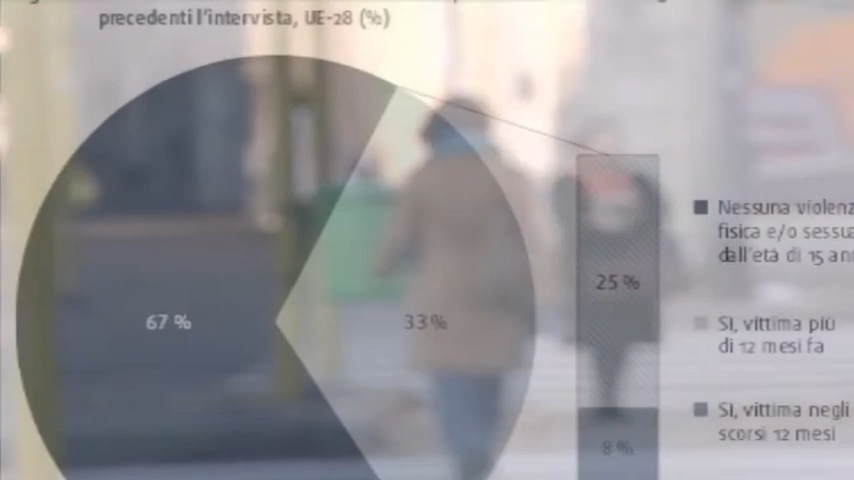 precedenti l'intervista, UE-28 (%)
67 %
33 %
25 %
8 %
Nessuna violenz
fisica e/o sessua
dall'età di 15 an
Sì, vittima più
di 12 mesi fa
Sì, vittima negli
scorsi 12 mesi